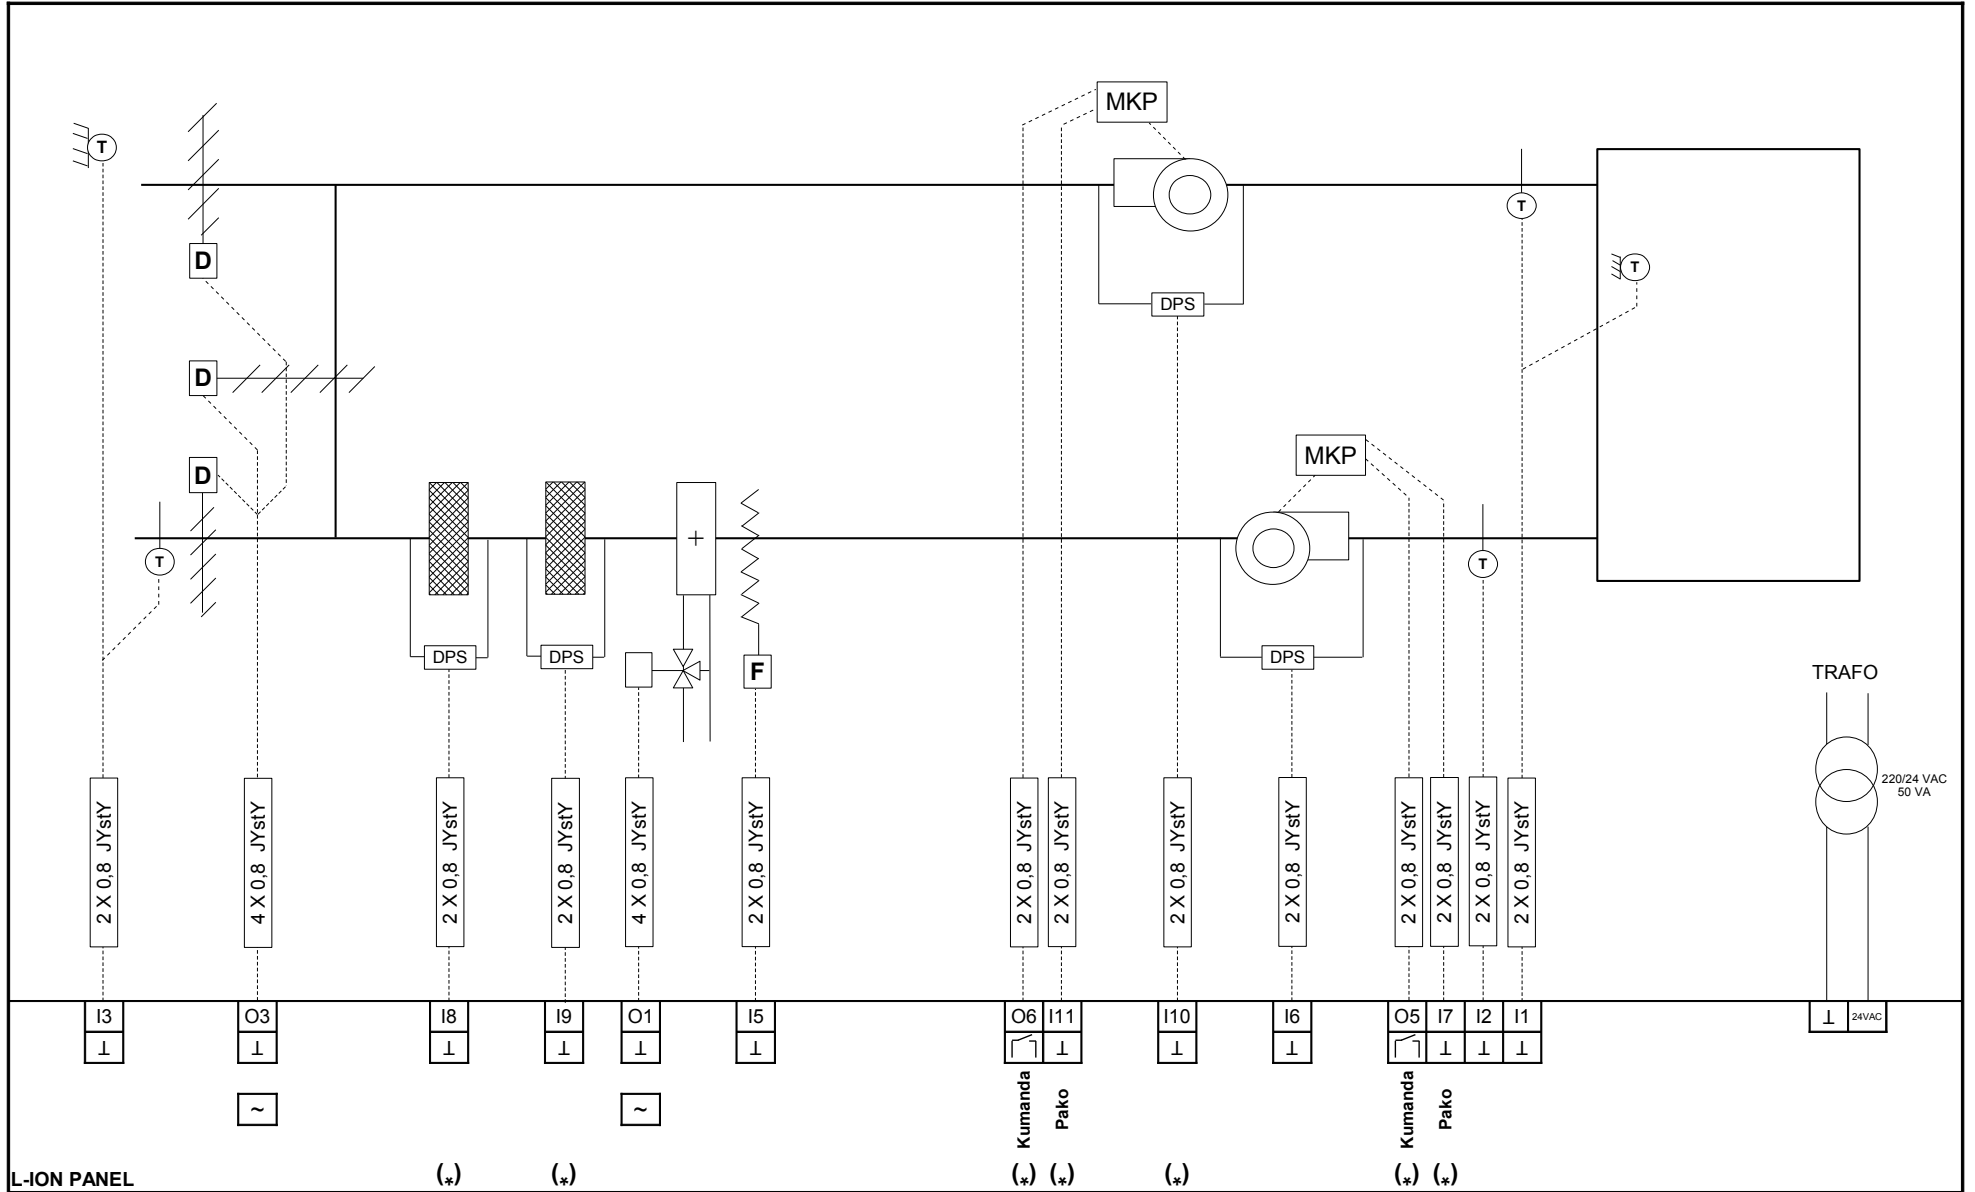 MKP
T
T
D
T
DPS
D
MKP
D
+
T
T
DPS
DPS
DPS
F
TRAFO
220/24 VAC
50 VA
2 X 0,8 JYstY
4 X 0,8 JYstY
2 X 0,8 JYstY
2 X 0,8 JYstY
4 X 0,8 JYstY
2 X 0,8 JYstY
2 X 0,8 JYstY
2 X 0,8 JYstY
2 X 0,8 JYstY
2 X 0,8 JYstY
2 X 0,8 JYstY
2 X 0,8 JYstY
2 X 0,8 JYstY
2 X 0,8 JYstY
I3 O3 I8 I9 O1 I5 O6 I11 I10 I6 O5 I7 I2 I1 ⊥ 24VAC
⊥ ⊥ ⊥ ⊥ ⊥ ⊥ ⊥ ⊥ ⊥ ⊥ ⊥ ⊥
~ ~
Kumanda
Pako
Kumanda
Pako
L-ION PANEL (*) (*) (*) (*) (*) (*) (*)